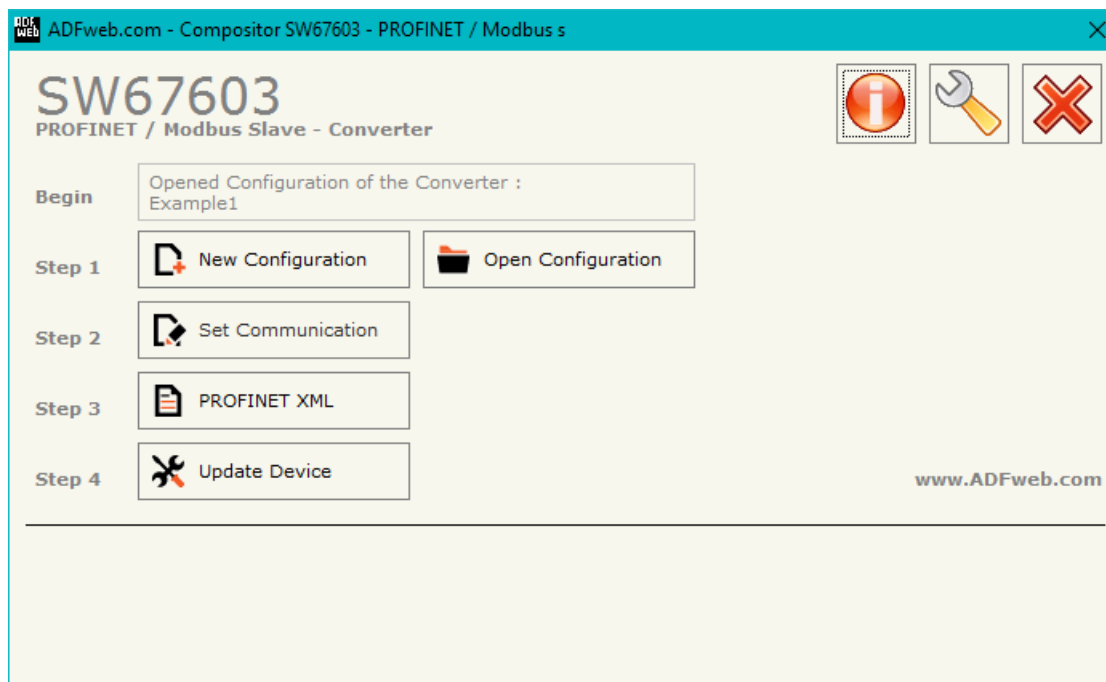 ADF
WEB
ADFweb.com - Compositor SW67603 - PROFINET / Modbus s
SW67603
PROFINET / Modbus Slave - Converter
Begin
Opened Configuration of the Converter :
Example1
Step 1
New Configuration
Open Configuration
Step 2
Set Communication
Step 3
PROFINET XML
Step 4
Update Device
www.ADFweb.com